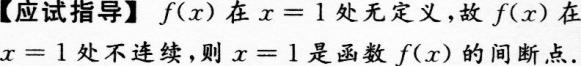 【应试指导】 f(x) 在 x = 1 处无定义,故 f(x) 在
x = 1 处不连续,则 x = 1 是函数 f(x) 的间断点.